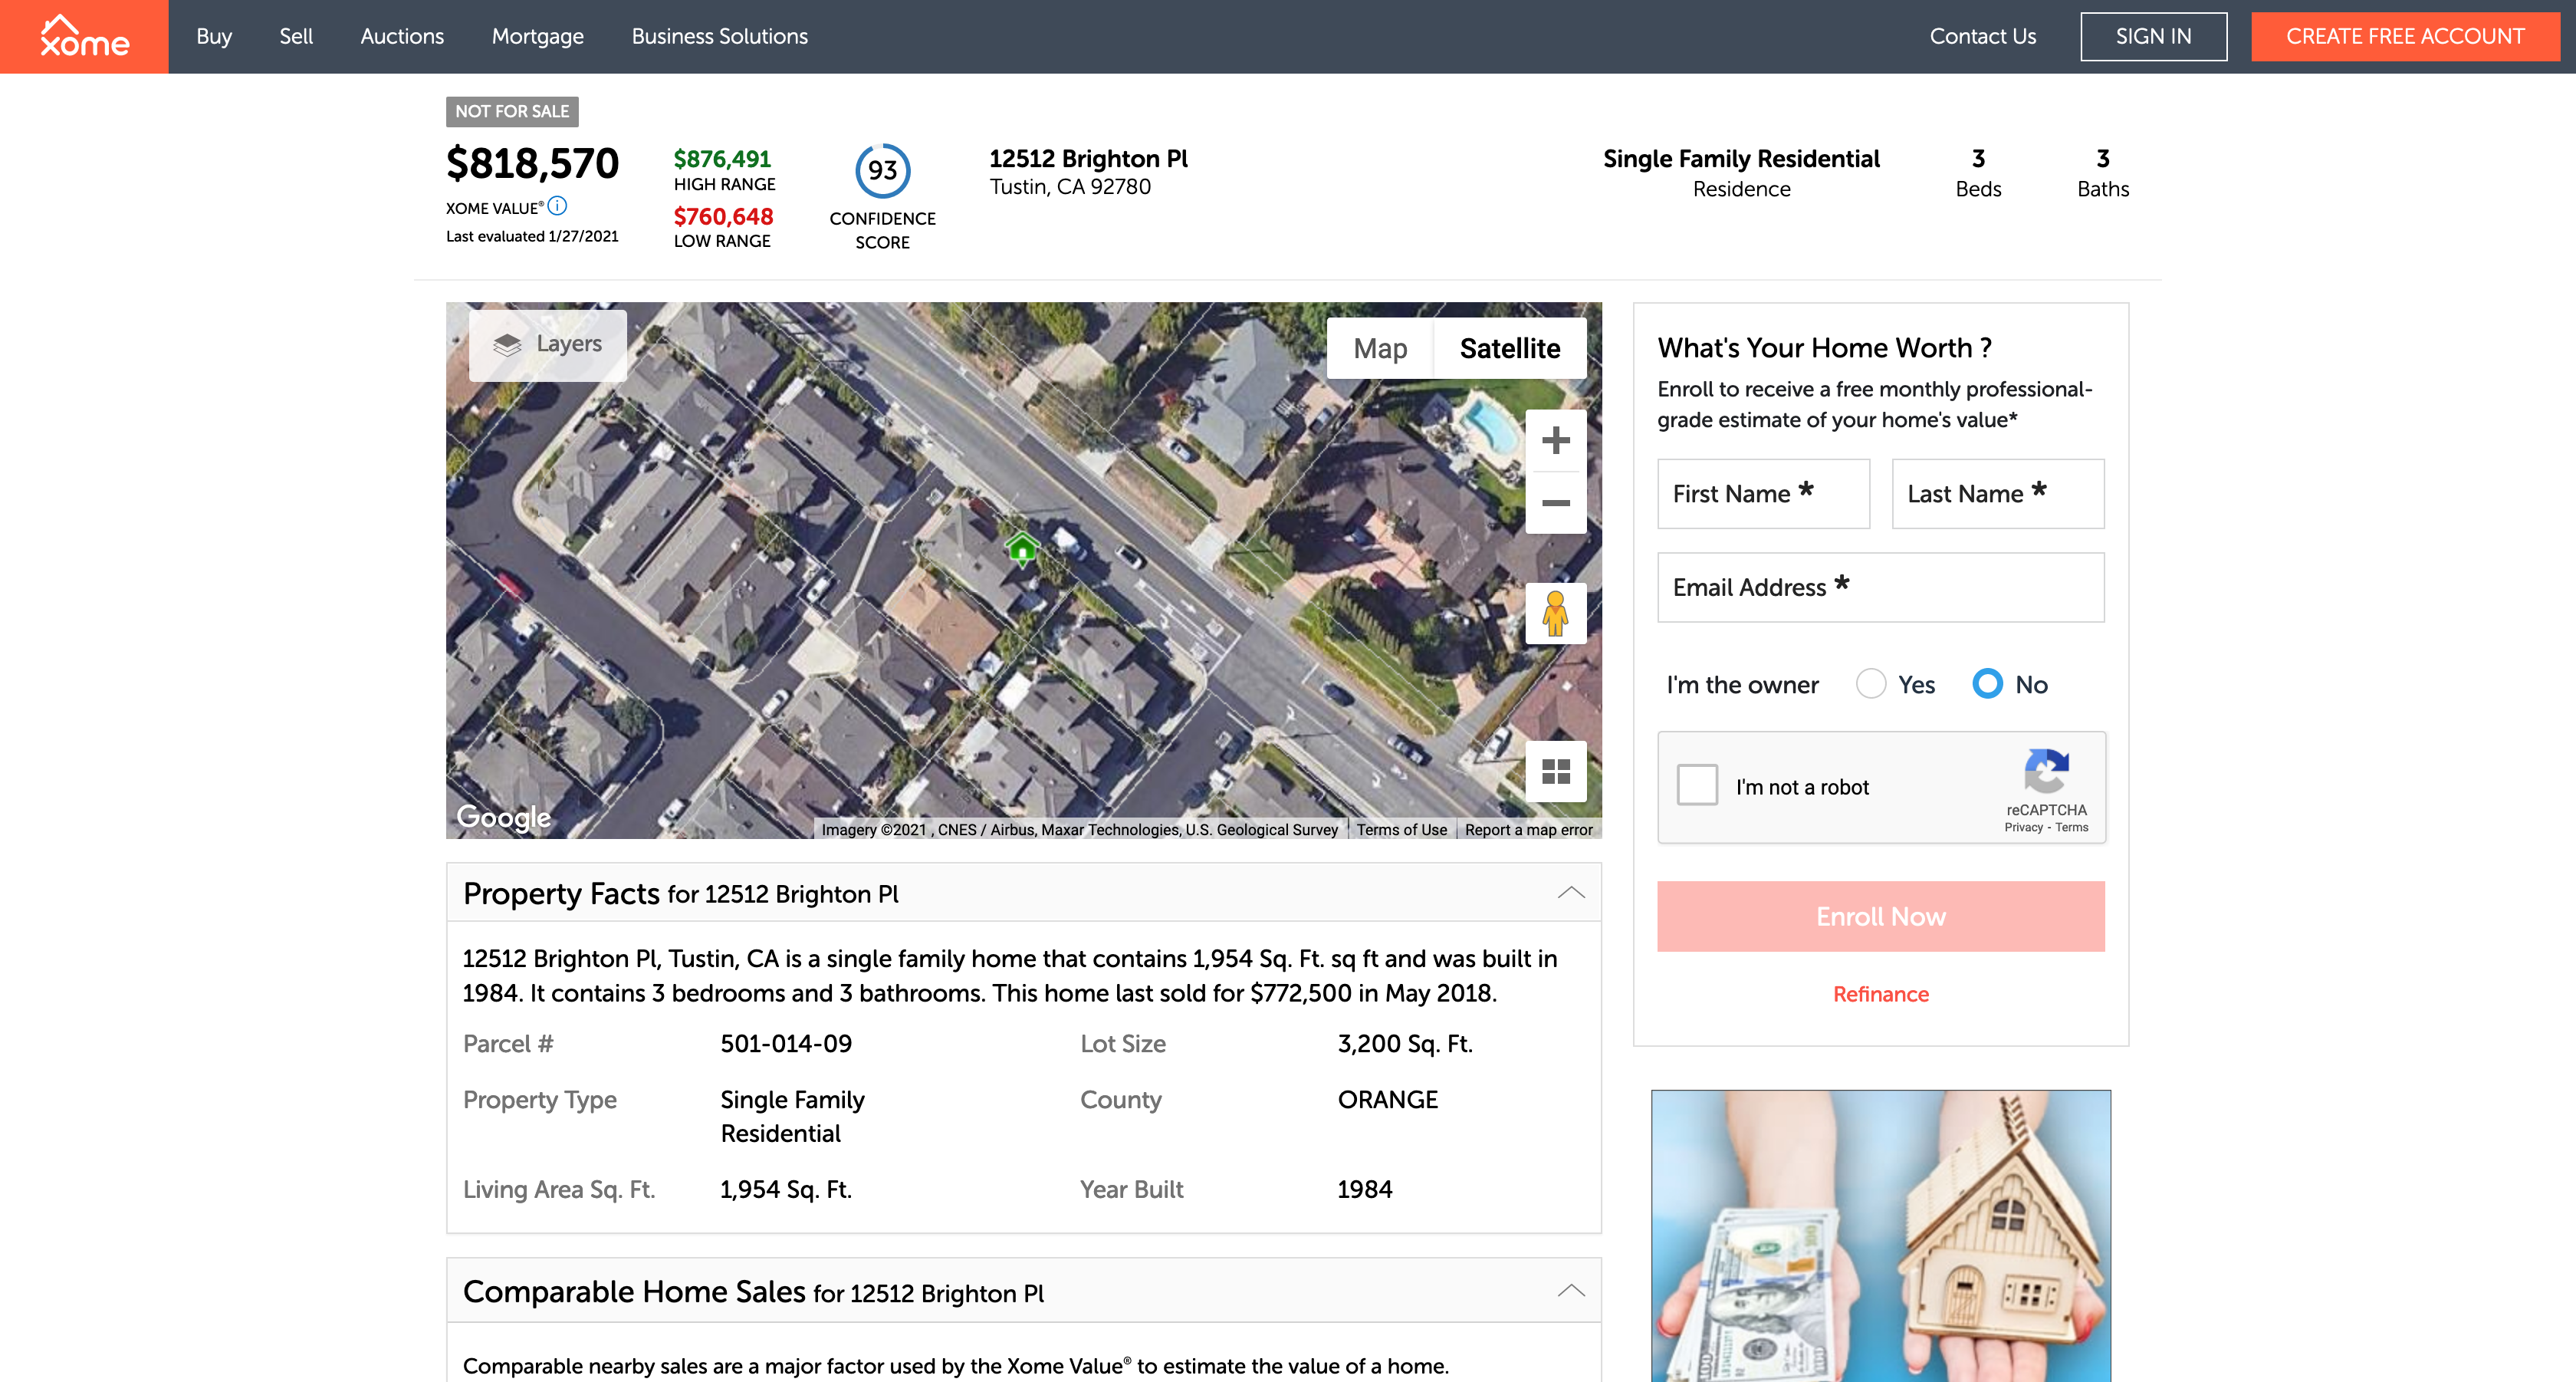 xome
Buy
Sell
Auctions
Mortgage
Business Solutions
Contact Us
SIGN IN
CREATE FREE ACCOUNT
NOT FOR SALE
$818,570
XOME VALUE®
Last evaluated 1/27/2021
$876,491
HIGH RANGE
$760,648
LOW RANGE
93
CONFIDENCE
SCORE
12512 Brighton Pl
Tustin, CA 92780
Single Family Residential
Residence
3
Beds
3
Baths
Layers
Map
Satellite
Google
Imagery ©2021 , CNES / Airbus, Maxar Technologies, U.S. Geological Survey
Terms of Use
Report a map error
What's Your Home Worth ?
Enroll to receive a free monthly professional-
grade estimate of your home's value*
First Name *
Last Name *
Email Address *
I'm the owner
Yes
No
I'm not a robot
reCAPTCHA
Privacy - Terms
Enroll Now
Refinance
Property Facts for 12512 Brighton Pl
12512 Brighton Pl, Tustin, CA is a single family home that contains 1,954 Sq. Ft. sq ft and was built in
1984. It contains 3 bedrooms and 3 bathrooms. This home last sold for $772,500 in May 2018.
Parcel #
501-014-09
Lot Size
3,200 Sq. Ft.
Property Type
Single Family
Residential
County
ORANGE
Living Area Sq. Ft.
1,954 Sq. Ft.
Year Built
1984
Comparable Home Sales for 12512 Brighton Pl
Comparable nearby sales are a major factor used by the Xome Value® to estimate the value of a home.